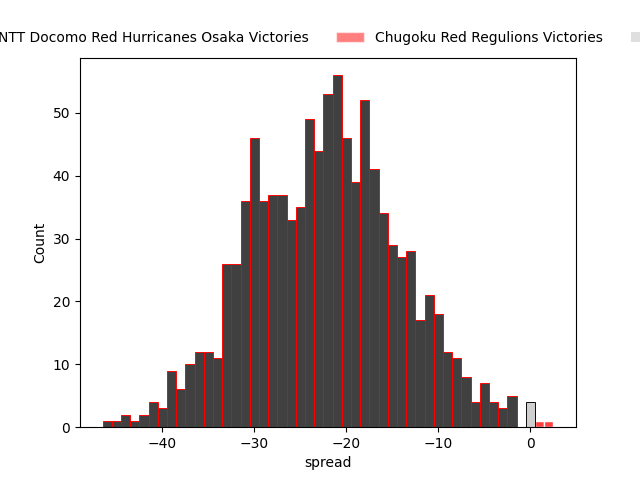 NTT Docomo Red Hurricanes Osaka Victories Chugoku Red Regulions Victories
50
40
30
20
10
0
Count
−40 −30 −20 −10 0
spread